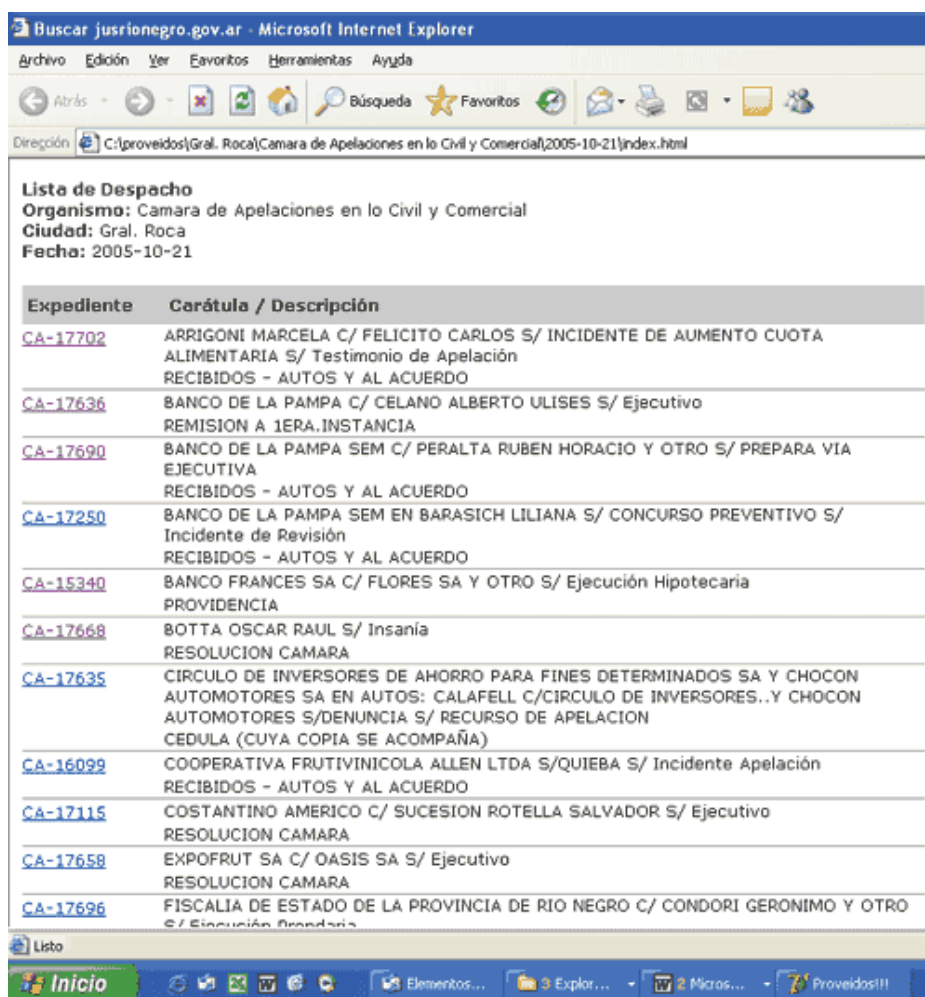 Buscar jusrionegro.gov.ar - Microsoft Internet Explorer
Archivo Edición Ver Favoritos Herramientas Ayuda
Atrás Búsqueda Favoritos
Dirección C:\proveidos\Gral. Roca\Camara de Apelaciones en lo Civil y Comercial\2005-10-21\index.html
Lista de Despacho
Organismo: Camara de Apelaciones en lo Civil y Comercial
Ciudad: Gral. Roca
Fecha: 2005-10-21
Expediente Carátula / Descripción
CA-17702 ARRIGONI MARCELA C/ FELICITO CARLOS S/ INCIDENTE DE AUMENTO CUOTA
ALIMENTARIA S/ Testimonio de Apelación
RECIBIDOS - AUTOS Y AL ACUERDO
CA-17636 BANCO DE LA PAMPA C/ CELANO ALBERTO ULISES S/ Ejecutivo
REMISION A 1ERA.INSTANCIA
CA-17690 BANCO DE LA PAMPA SEM C/ PERALTA RUBEN HORACIO Y OTRO S/ PREPARA VIA
EJECUTIVA
RECIBIDOS - AUTOS Y AL ACUERDO
CA-17250 BANCO DE LA PAMPA SEM EN BARASICH LILIANA S/ CONCURSO PREVENTIVO S/
Incidente de Revisión
RECIBIDOS - AUTOS Y AL ACUERDO
CA-15340 BANCO FRANCES SA C/ FLORES SA Y OTRO S/ Ejecución Hipotecaria
PROVIDENCIA
CA-17668 BOTTA OSCAR RAUL S/ Insanía
RESOLUCION CAMARA
CA-17635 CIRCULO DE INVERSORES DE AHORRO PARA FINES DETERMINADOS SA Y CHOCON
AUTOMOTORES SA EN AUTOS: CALAFELL C/CIRCULO DE INVERSORES..Y CHOCON
AUTOMOTORES S/DENUNCIA S/ RECURSO DE APELACION
CEDULA (CUYA COPIA SE ACOMPAÑA)
CA-16099 COOPERATIVA FRUTIVINICOLA ALLEN LTDA S/QUIEBA S/ Incidente Apelación
RECIBIDOS - AUTOS Y AL ACUERDO
CA-17115 COSTANTINO AMERICO C/ SUCESION ROTELLA SALVADOR S/ Ejecutivo
RESOLUCION CAMARA
CA-17658 EXPOFRUT SA C/ OASIS SA S/ Ejecutivo
RESOLUCION CAMARA
CA-17696 FISCALIA DE ESTADO DE LA PROVINCIA DE RIO NEGRO C/ CONDORI GERONIMO Y OTRO
S/ Ejecución Prendaria
Listo
Inicio Elementos... 3 Explor... 2 Micros... Proveidos!!!